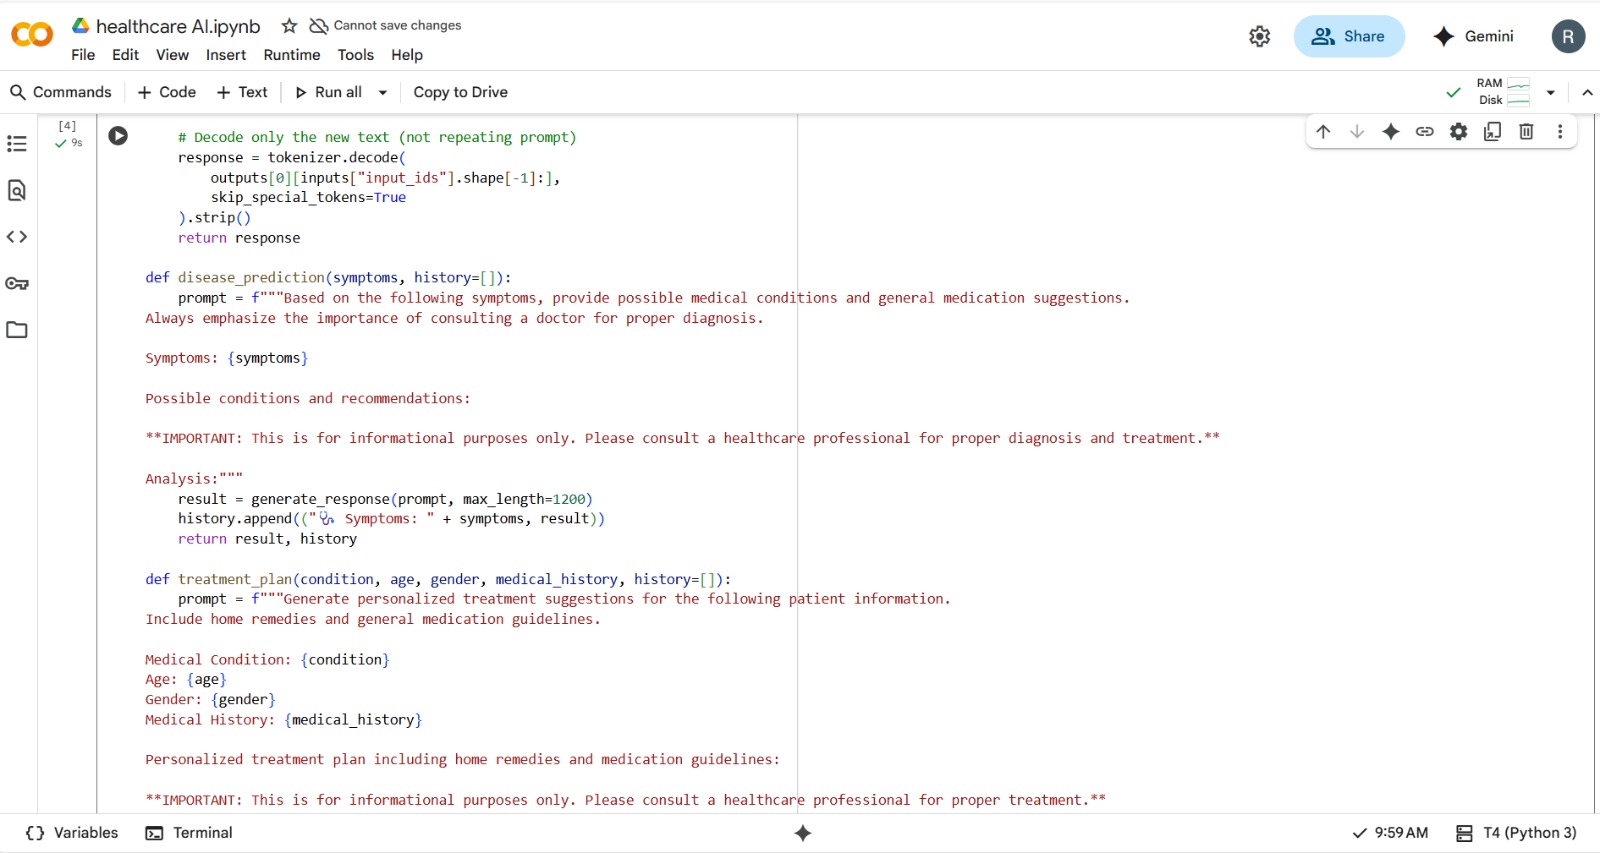 healthcare AI.ipynb
Cannot save changes
File Edit View Insert Runtime Tools Help
Share
Gemini
R
Commands + Code + Text Run all Copy to Drive
RAM
Disk
[4]
9s
# Decode only the new text (not repeating prompt)
response = tokenizer.decode(
outputs[0][inputs["input_ids"].shape[-1]:],
skip_special_tokens=True
).strip()
return response
def disease_prediction(symptoms, history=[]):
prompt = f"""Based on the following symptoms, provide possible medical conditions and general medication suggestions.
Always emphasize the importance of consulting a doctor for proper diagnosis.
Symptoms: {symptoms}
Possible conditions and recommendations:
**IMPORTANT: This is for informational purposes only. Please consult a healthcare professional for proper diagnosis and treatment.**
Analysis:"""
result = generate_response(prompt, max_length=1200)
history.append(("🩺 Symptoms: " + symptoms, result))
return result, history
def treatment_plan(condition, age, gender, medical_history, history=[]):
prompt = f"""Generate personalized treatment suggestions for the following patient information.
Include home remedies and general medication guidelines.
Medical Condition: {condition}
Age: {age}
Gender: {gender}
Medical History: {medical_history}
Personalized treatment plan including home remedies and medication guidelines:
**IMPORTANT: This is for informational purposes only. Please consult a healthcare professional for proper treatment.**
Variables Terminal
9:59 AM T4 (Python 3)